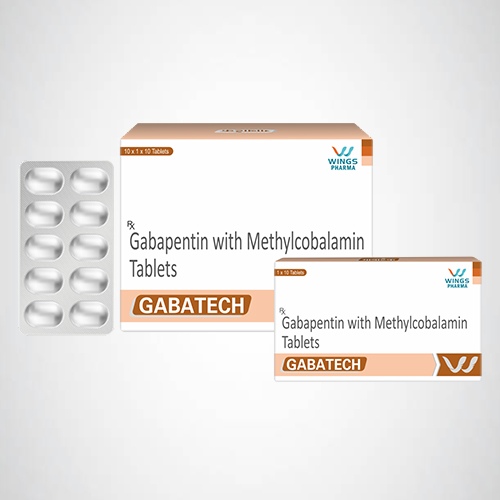 10 x 1 x 10 Tablets
WINGS
PHARMA
Rx
Gabapentin with Methylcobalamin
Tablets
GABATECH
1 x 10 Tablets
WINGS
PHARMA
Rx
Gabapentin with Methylcobalamin
Tablets
GABATECH